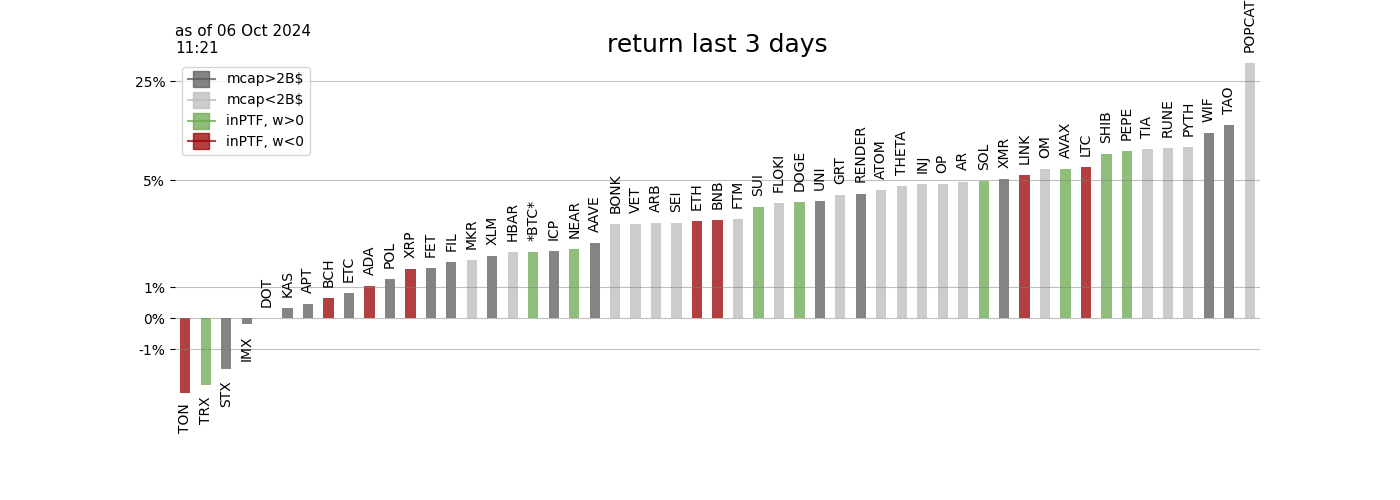 as of 06 Oct 2024
11:21
return last 3 days
mcap>2B$
mcap<2B$
inPTF, w>0
inPTF, w<0
25%
5%
1%
0%
-1%
TON
TRX
STX
IMX
DOT
KAS
APT
BCH
ETC
ADA
POL
XRP
FET
FIL
MKR
XLM
HBAR
*BTC*
ICP
NEAR
AAVE
BONK
VET
ARB
SEI
ETH
BNB
FTM
SUI
FLOKI
DOGE
UNI
GRT
RENDER
ATOM
THETA
INJ
OP
AR
SOL
XMR
LINK
OM
AVAX
LTC
SHIB
PEPE
TIA
RUNE
PYTH
WIF
TAO
POPCAT